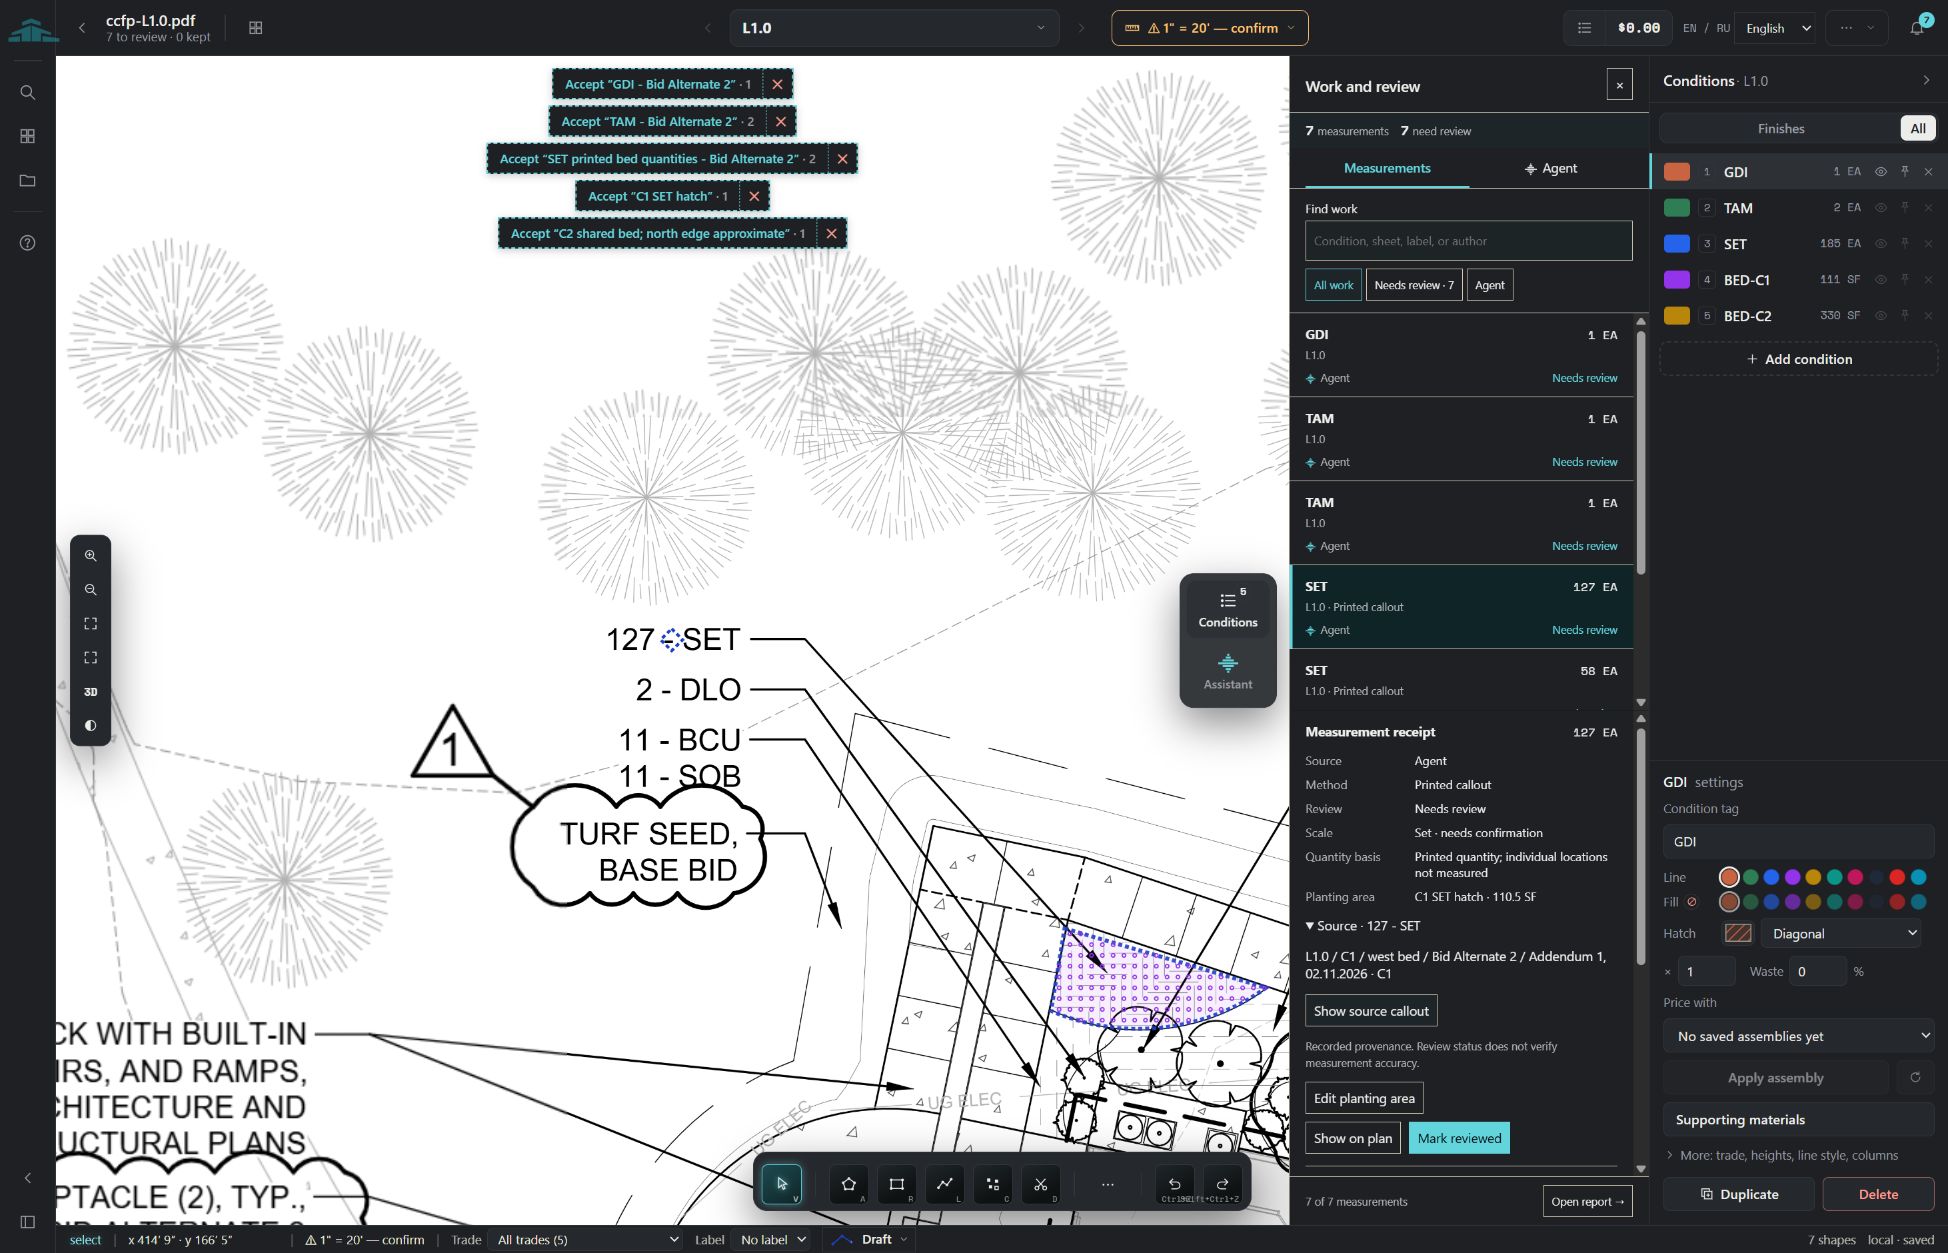 ccfp-L1.0.pdf
7 to review · 0 kept
L1.0
⚠ 1" = 20' — confirm
$0.00
EN / RU
English
7
Accept “GDI - Bid Alternate 2” · 1
Accept “TAM - Bid Alternate 2” · 2
Accept “SET printed bed quantities - Bid Alternate 2” · 2
Accept “C1 SET hatch” · 1
Accept “C2 shared bed; north edge approximate” · 1
3D
127 - SET
2 - DLO
11 - BCU
11 - SOB
1
TURF SEED,
BASE BID
CK WITH BUILT-IN
IRS, AND RAMPS,
CHITECTURE AND
UCTURAL PLANS
PTACLE (2), TYP.,
UG ELEC
UG ELEC
UG ELEC
5
Conditions
Assistant
V
A
R
L
C
D
Work and review
7 measurements 7 need review
Measurements
Agent
Find work
Condition, sheet, label, or author
All work
Needs review · 7
Agent
GDI 1 EA
L1.0
Agent Needs review
TAM 1 EA
L1.0
Agent Needs review
TAM 1 EA
L1.0
Agent Needs review
SET 127 EA
L1.0 · Printed callout
Agent Needs review
SET 58 EA
L1.0 · Printed callout
Measurement receipt 127 EA
Source Agent
Method Printed callout
Review Needs review
Scale Set · needs confirmation
Quantity basis Printed quantity; individual locations
not measured
Planting area C1 SET hatch · 110.5 SF
▼ Source · 127 - SET
L1.0 / C1 / west bed / Bid Alternate 2 / Addendum 1,
02.11.2026 · C1
Show source callout
Recorded provenance. Review status does not verify
measurement accuracy.
Edit planting area
Show on plan
Mark reviewed
7 of 7 measurements
Open report →
Conditions · L1.0
Finishes
All
1 GDI 1 EA
2 TAM 2 EA
3 SET 185 EA
4 BED-C1 111 SF
5 BED-C2 330 SF
+ Add condition
GDI settings
Condition tag
GDI
Line
Fill
Hatch
Diagonal
× 1 Waste 0 %
Price with
No saved assemblies yet
Apply assembly
Supporting materials
More: trade, heights, line style, columns
Duplicate
Delete
select
x 414' 9" · y 166' 5"
⚠ 1" = 20' — confirm
Trade
All trades (5)
Label
No label
Draft
7 shapes
local · saved